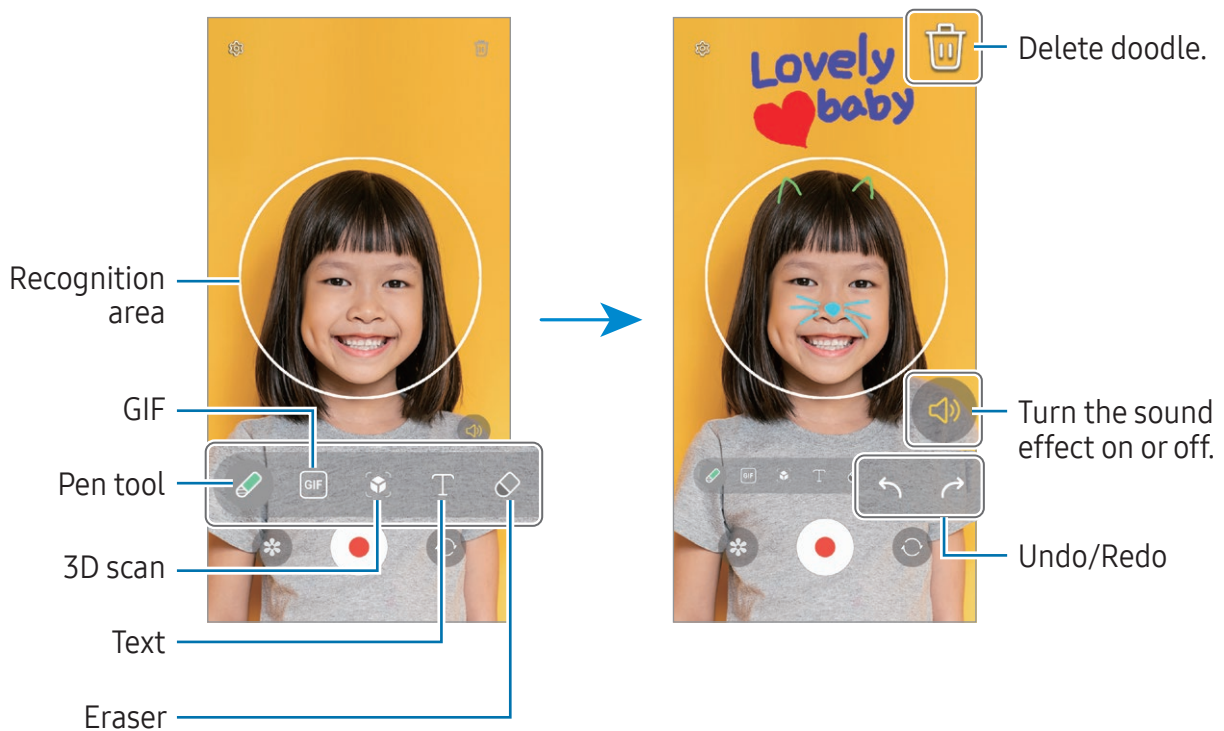 Lovely
baby
Delete doodle.
Recognition
area
GIF
Pen tool
3D scan
Text
Eraser
GIF
T
GIF
T
Turn the sound
effect on or off.
Undo/Redo